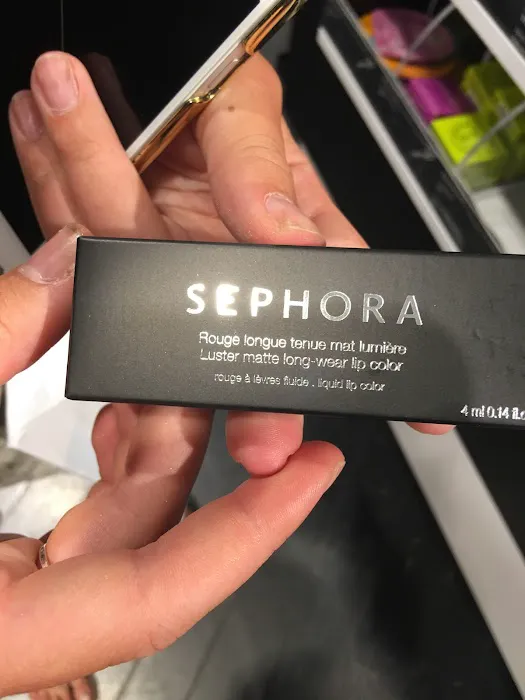 SEPHORA
Rouge longue tenue mat lumière
Luster matte long-wear lip color
rouge à lèvres fluide . liquid lip color
4 ml 0.14 fl.o